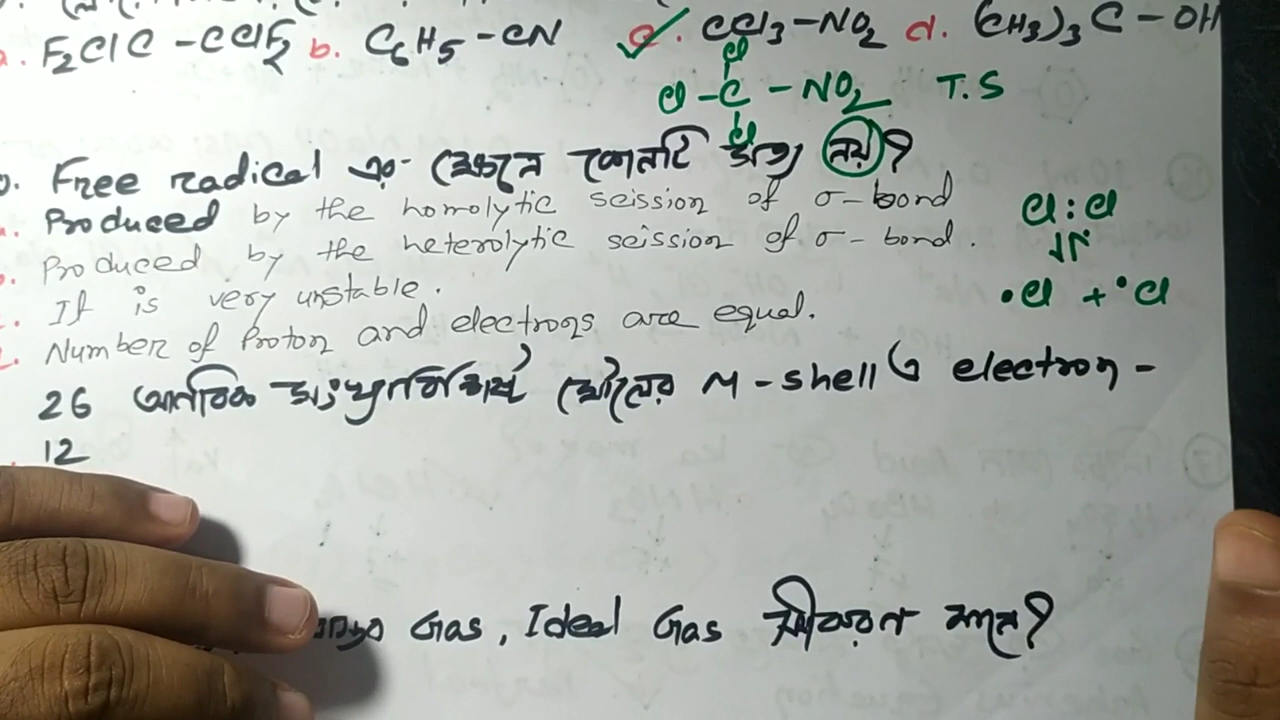 a. F₂ClC - CClF₂ b. C₆H₅ - CN c. CCl₃ - NO₂ d. (CH₃)₃C - OH
Cl
Cl - C - NO₂ T.S
Cl
Free radical এর ক্ষেত্রে কোনটি সত্য নয়?
Produced by the homolytic scission of σ - bond
Cl : Cl
Produced by the heterolytic scission of σ - bond.
It is very unstable.
•Cl + •Cl
Number of Proton and electrons are equal.
26 আনবিক সংখ্যাবিশিষ্ট মৌলের M - shell এ electron -
12
Gas, Ideal Gas সমীকরণ মানে?